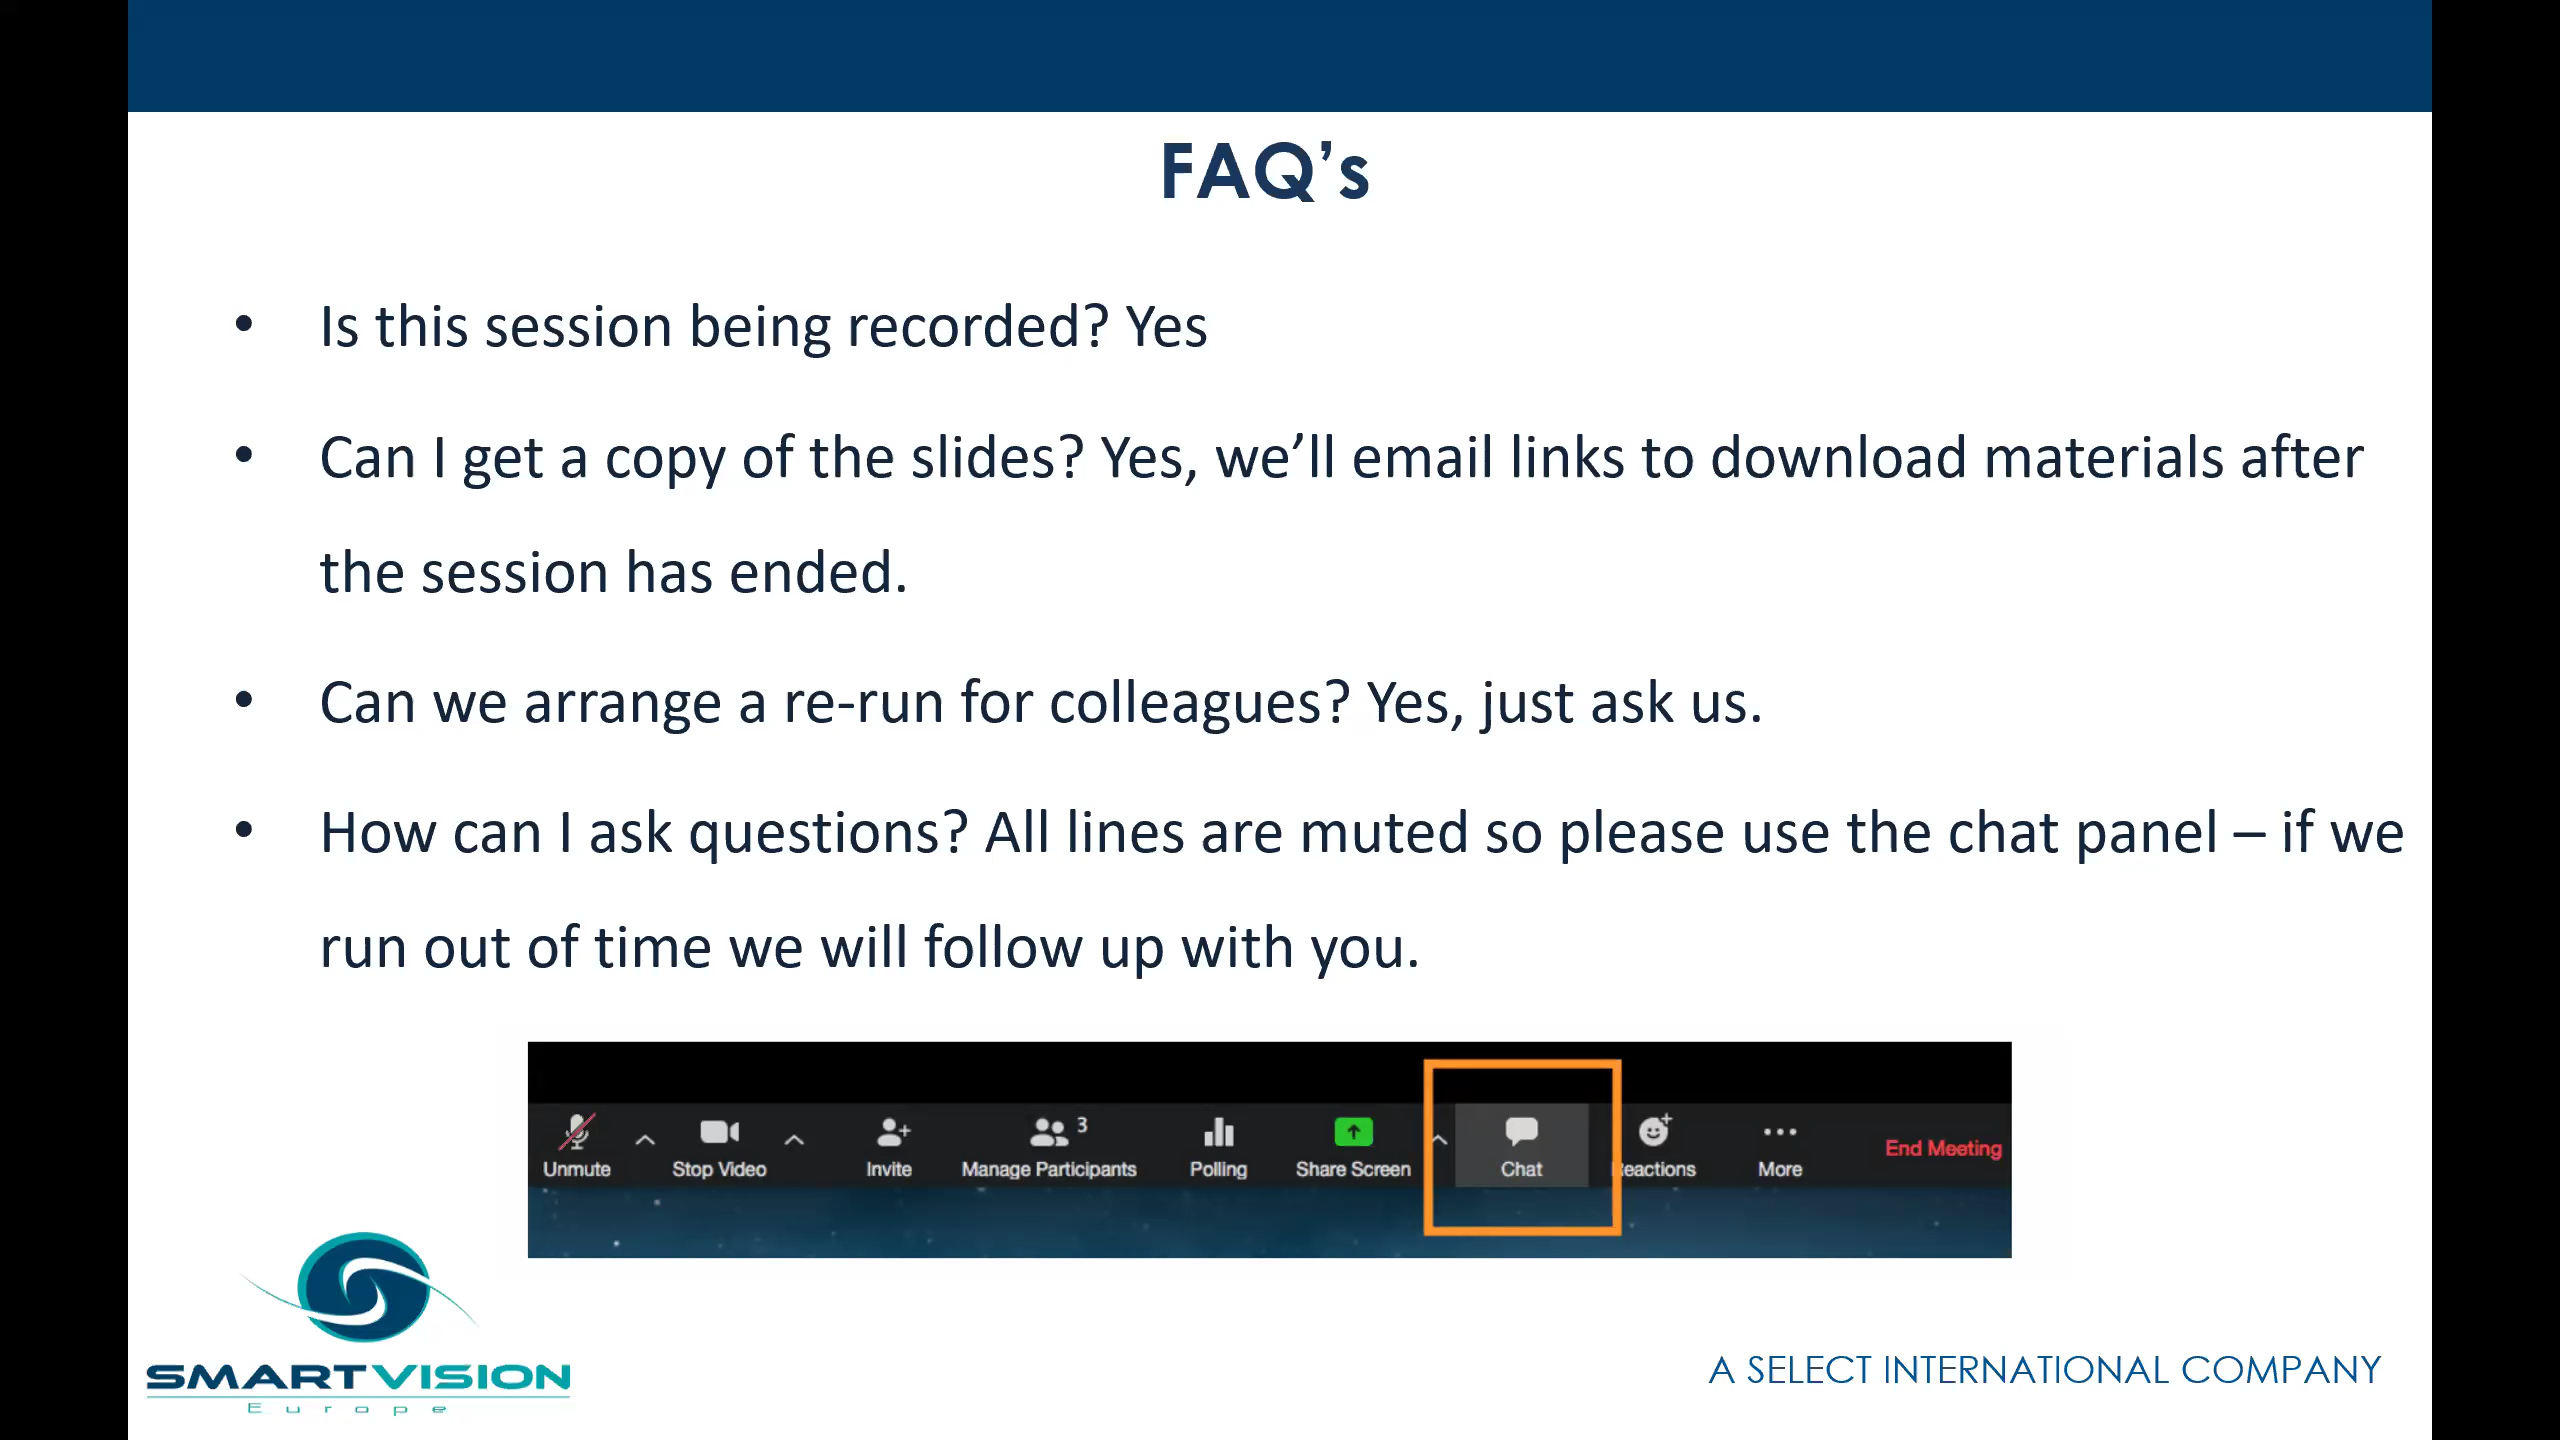 FAQ’s
• Is this session being recorded? Yes
• Can I get a copy of the slides? Yes, we’ll email links to download materials after
the session has ended.
• Can we arrange a re-run for colleagues? Yes, just ask us.
• How can I ask questions? All lines are muted so please use the chat panel – if we
run out of time we will follow up with you.
3
Unmute Stop Video Invite Manage Participants Polling Share Screen Chat eactions More End Meeting
SMARTVISION
Europe
A SELECT INTERNATIONAL COMPANY